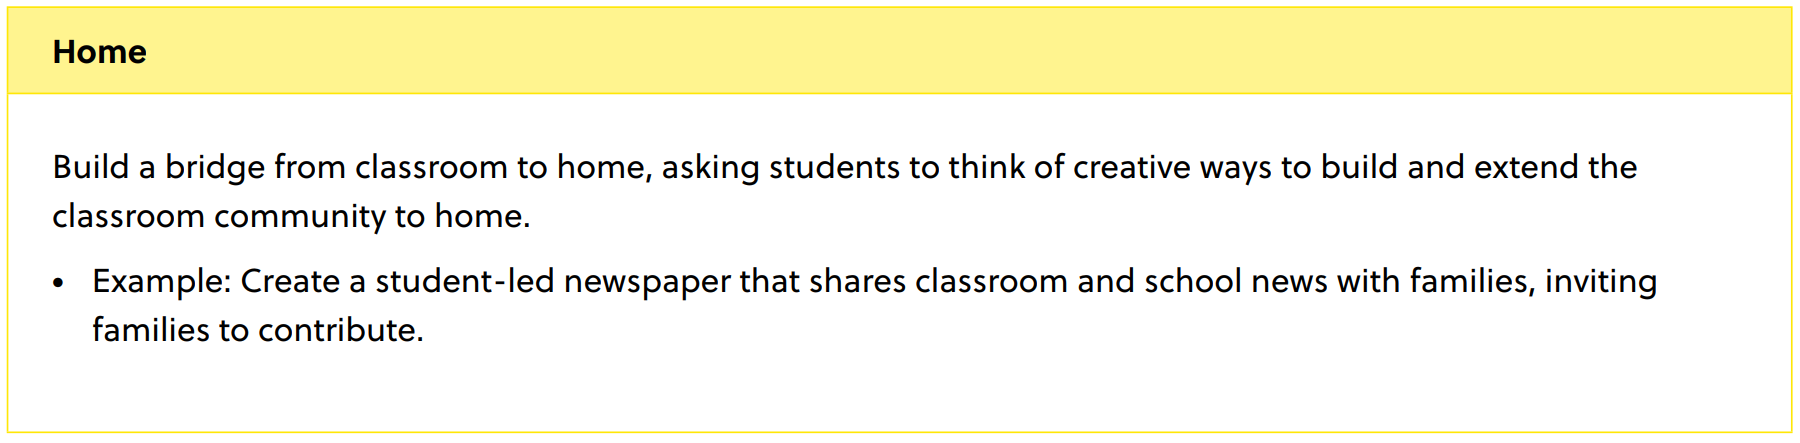 Home
Build a bridge from classroom to home, asking students to think of creative ways to build and extend the
classroom community to home.
• Example: Create a student-led newspaper that shares classroom and school news with families, inviting
families to contribute.